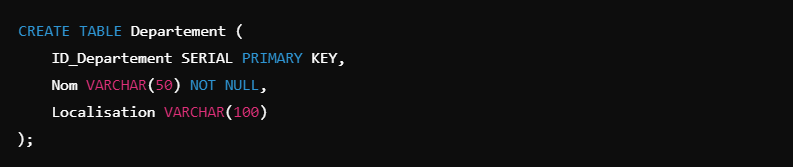 CREATE TABLE Departement (
    ID_Departement SERIAL PRIMARY KEY,
    Nom VARCHAR(50) NOT NULL,
    Localisation VARCHAR(100)
);